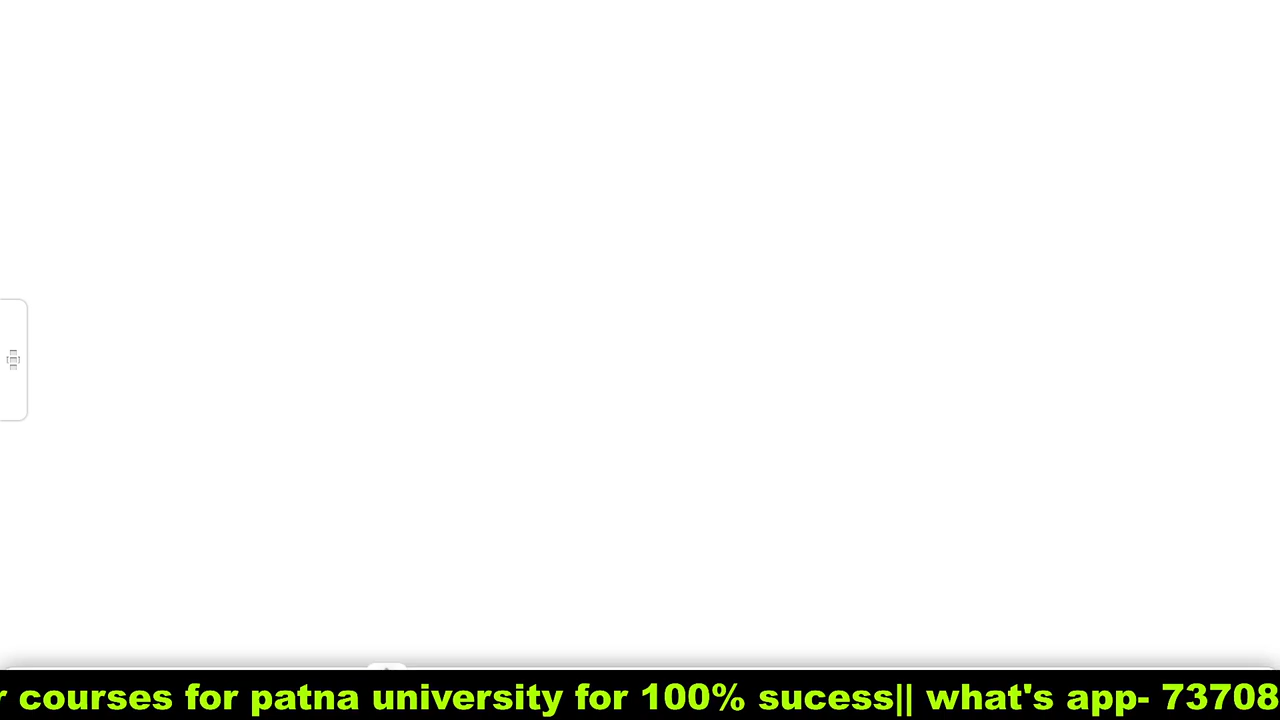 r courses for patna university for 100% sucess|| what's app- 73708